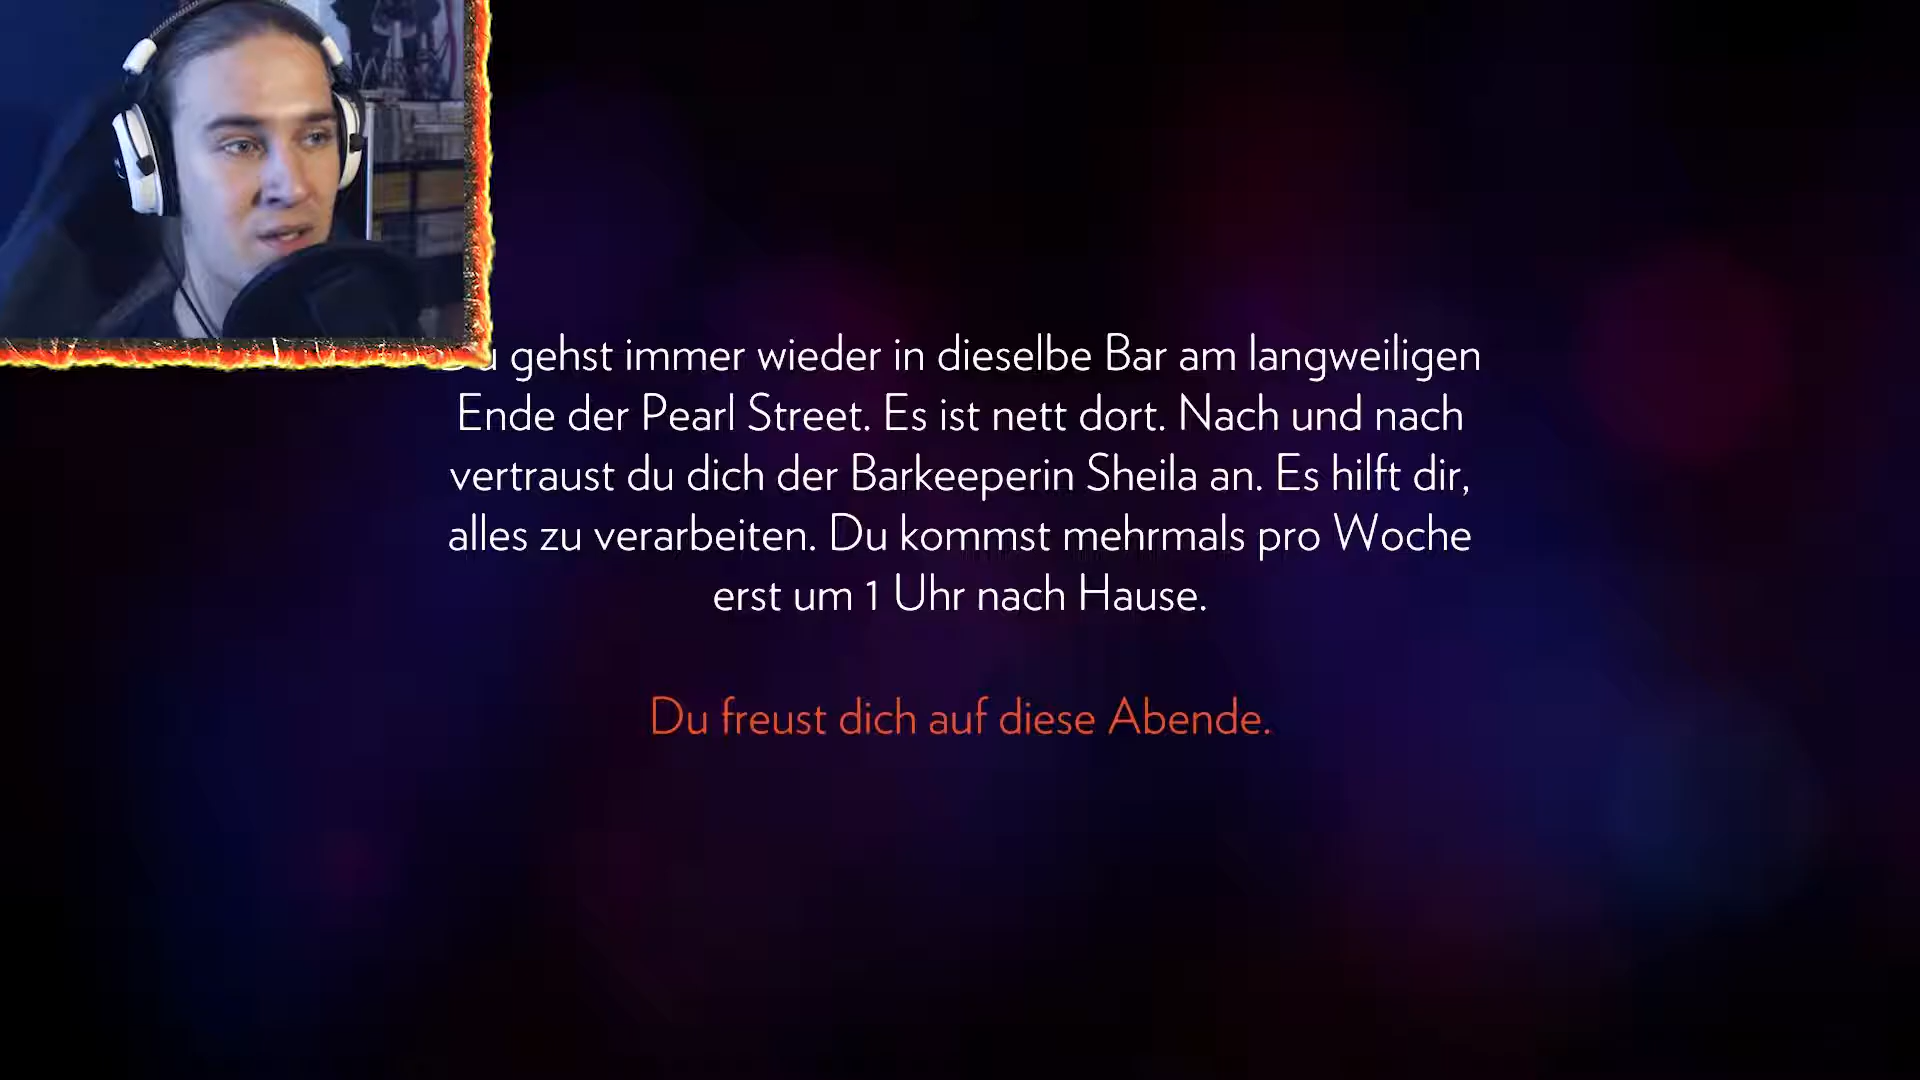 gehst immer wieder in dieselbe Bar am langweiligen
Ende der Pearl Street. Es ist nett dort. Nach und nach
vertraust du dich der Barkeeperin Sheila an. Es hilft dir,
alles zu verarbeiten. Du kommst mehrmals pro Woche
erst um 1 Uhr nach Hause.
Du freust dich auf diese Abende.